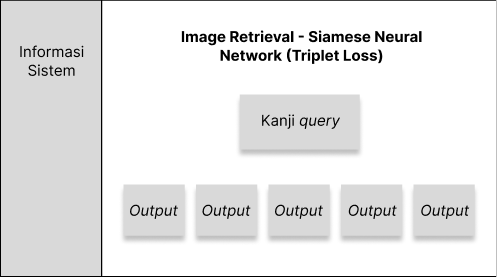 Informasi
Sistem
Image Retrieval - Siamese Neural
Network (Triplet Loss)
Kanji query
Output
Output
Output
Output
Output